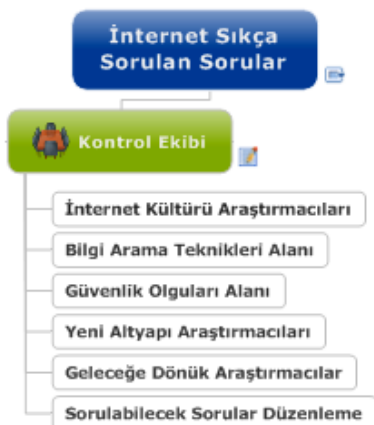 İnternet Sıkça
Sorulan Sorular
Kontrol Ekibi
İnternet Kültürü Araştırmacıları
Bilgi Arama Teknikleri Alanı
Güvenlik Olguları Alanı
Yeni Altyapı Araştırmacıları
Geleceğe Dönük Araştırmacılar
Sorulabilecek Sorular Düzenleme